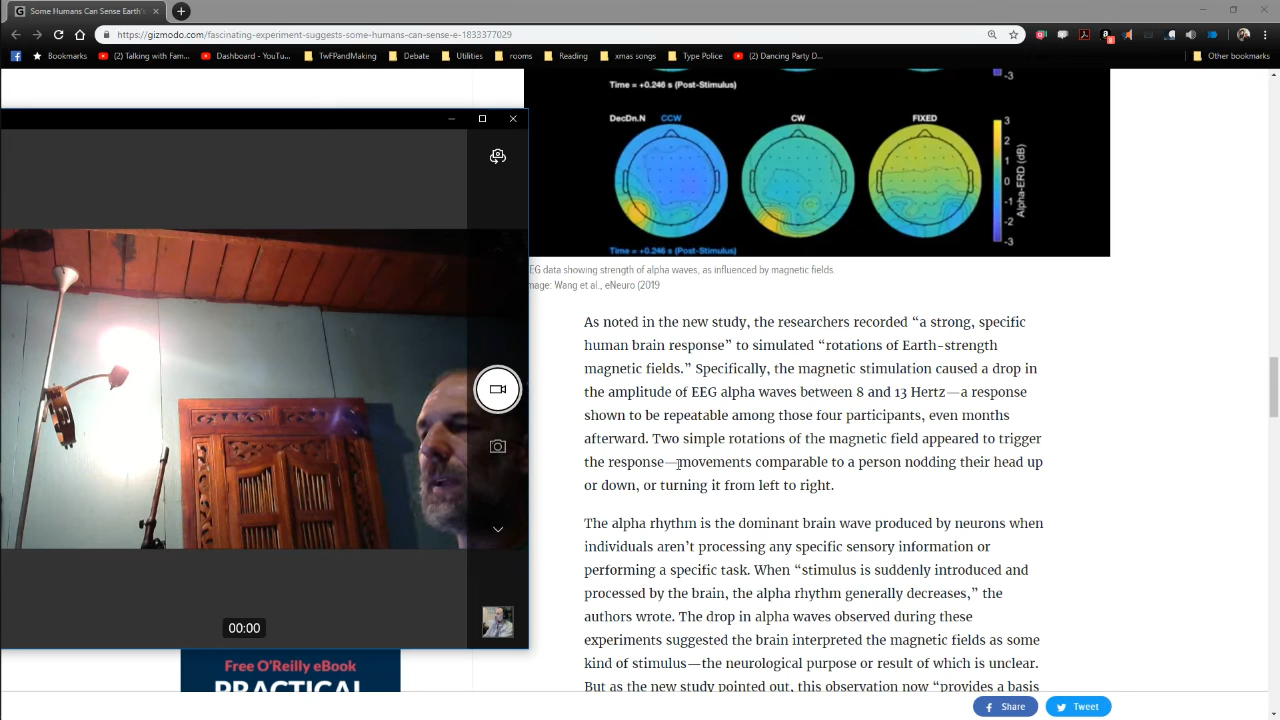 Some Humans Can Sense Earth's
https://gizmodo.com/fascinating-experiment-suggests-some-humans-can-sense-e-1833377029
Bookmarks (2) Talking with Fam... Dashboard - YouTu... TwFPandMaking Debate Utilities rooms Reading xmas songs Type Police (2) Dancing Party D... Other bookmarks
-3
Time = +0.246 s (Post-Stimulus)
DecDn.N CCW CW FIXED
3
2
1
0
-1
-2
-3
Alpha-ERD (dB)
Time = +0.246 s (Post-Stimulus)
EG data showing strength of alpha waves, as influenced by magnetic fields.
mage: Wang et al., eNeuro (2019
As noted in the new study, the researchers recorded “a strong, specific
human brain response” to simulated “rotations of Earth-strength
magnetic fields.” Specifically, the magnetic stimulation caused a drop in
the amplitude of EEG alpha waves between 8 and 13 Hertz—a response
shown to be repeatable among those four participants, even months
afterward. Two simple rotations of the magnetic field appeared to trigger
the response—movements comparable to a person nodding their head up
or down, or turning it from left to right.
The alpha rhythm is the dominant brain wave produced by neurons when
individuals aren’t processing any specific sensory information or
performing a specific task. When “stimulus is suddenly introduced and
processed by the brain, the alpha rhythm generally decreases,” the
authors wrote. The drop in alpha waves observed during these
experiments suggested the brain interpreted the magnetic fields as some
kind of stimulus—the neurological purpose or result of which is unclear.
But as the new study pointed out, this observation now “provides a basis
00:00
Free O'Reilly eBook
PRACTICAL
Share Tweet